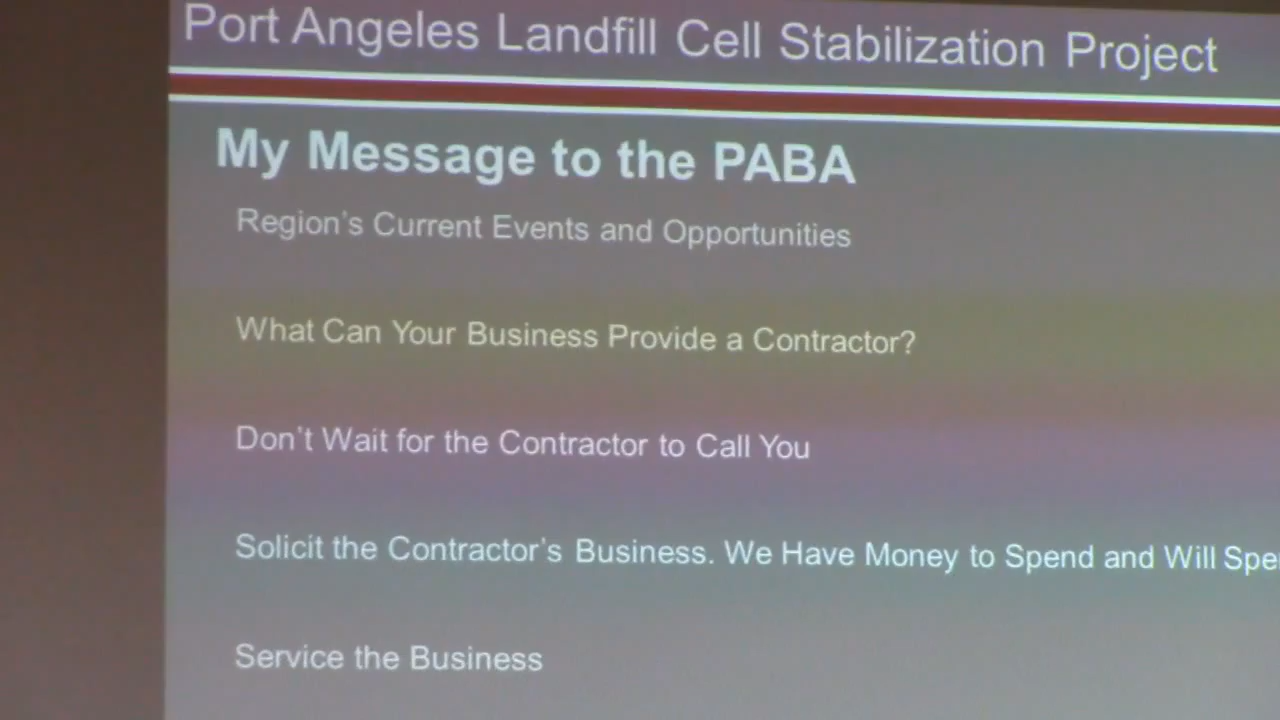 Port Angeles Landfill Cell Stabilization Project
My Message to the PABA
Region's Current Events and Opportunities
What Can Your Business Provide a Contractor?
Don't Wait for the Contractor to Call You
Solicit the Contractor's Business. We Have Money to Spend and Will
Service the Business